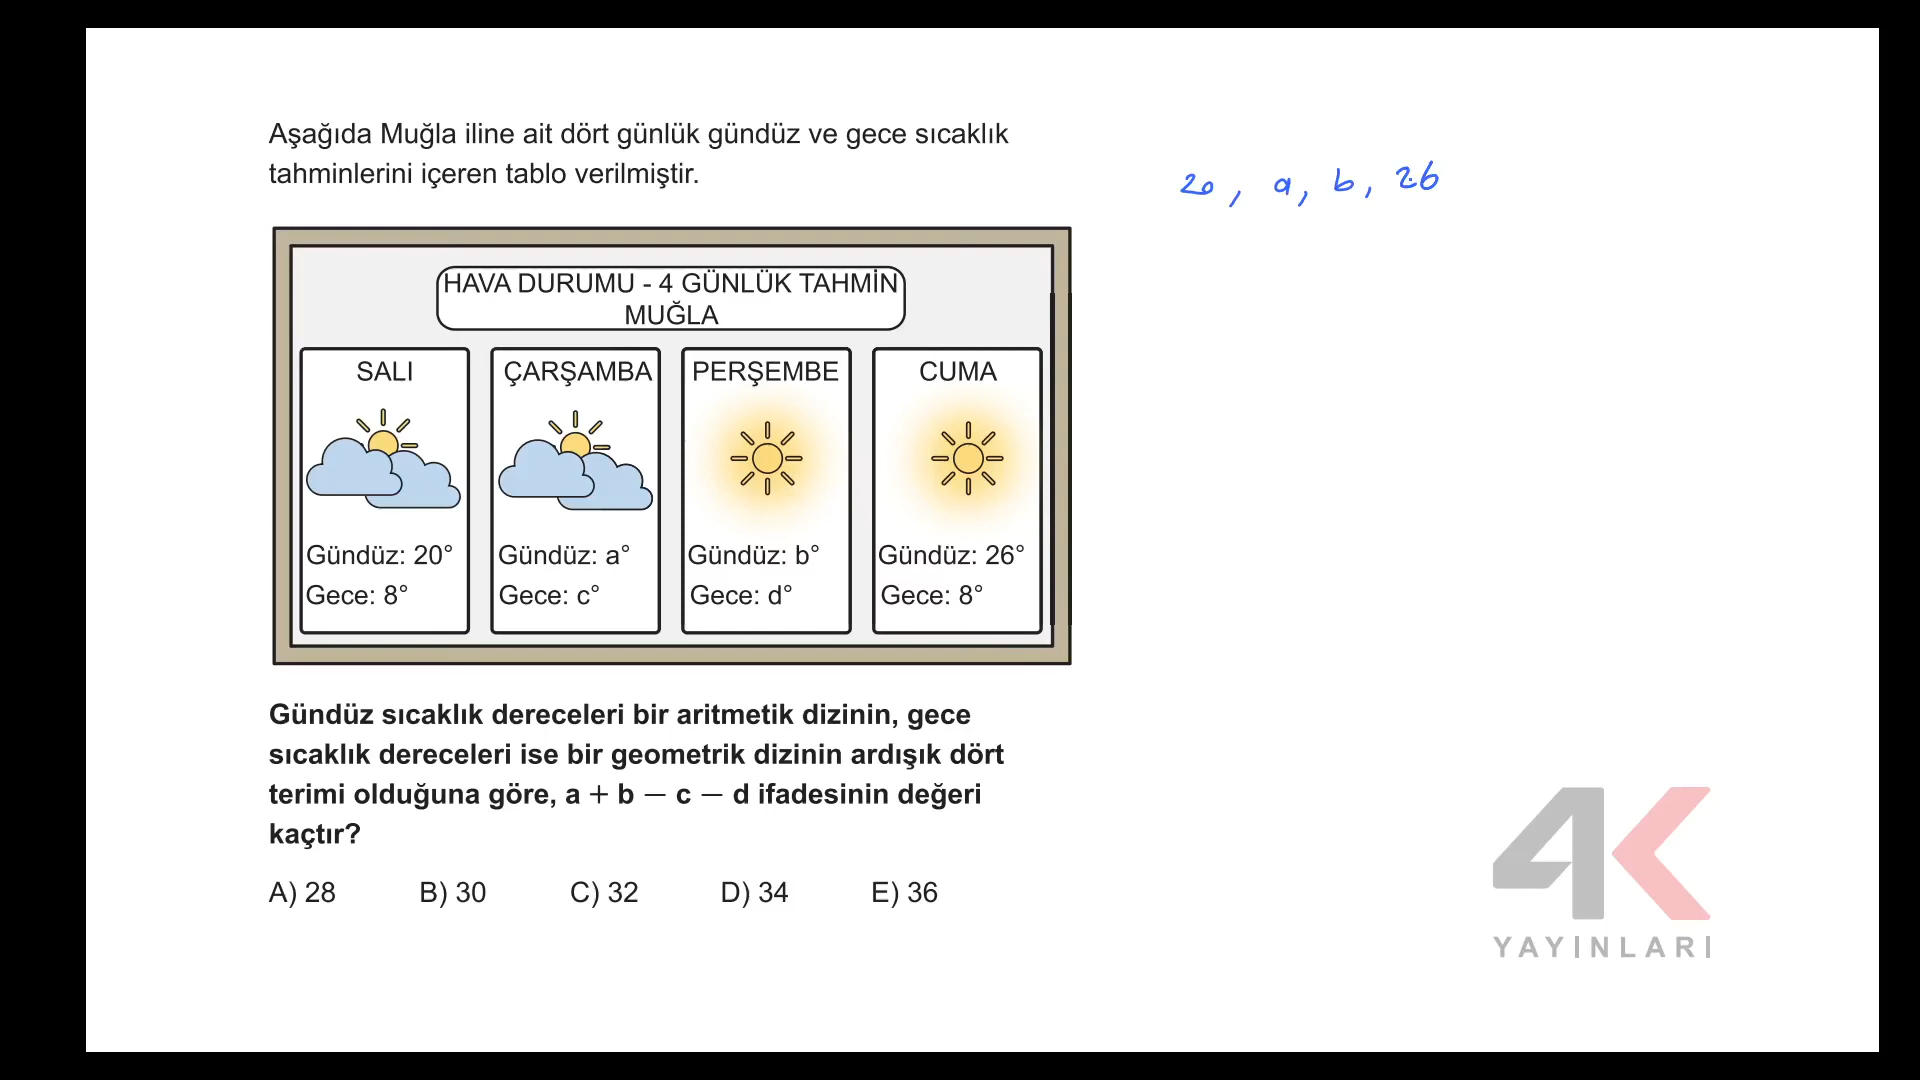 Aşağıda Muğla iline ait dört günlük gündüz ve gece sıcaklık
tahminlerini içeren tablo verilmiştir.
20, a, b, 26
HAVA DURUMU - 4 GÜNLÜK TAHMİN
MUĞLA
SALI
Gündüz: 20°
Gece: 8°
ÇARŞAMBA
Gündüz: a°
Gece: c°
PERŞEMBE
Gündüz: b°
Gece: d°
CUMA
Gündüz: 26°
Gece: 8°
Gündüz sıcaklık dereceleri bir aritmetik dizinin, gece
sıcaklık dereceleri ise bir geometrik dizinin ardışık dört
terimi olduğuna göre, a + b − c − d ifadesinin değeri
kaçtır?
A) 28 B) 30 C) 32 D) 34 E) 36
4K
YAYINLARI